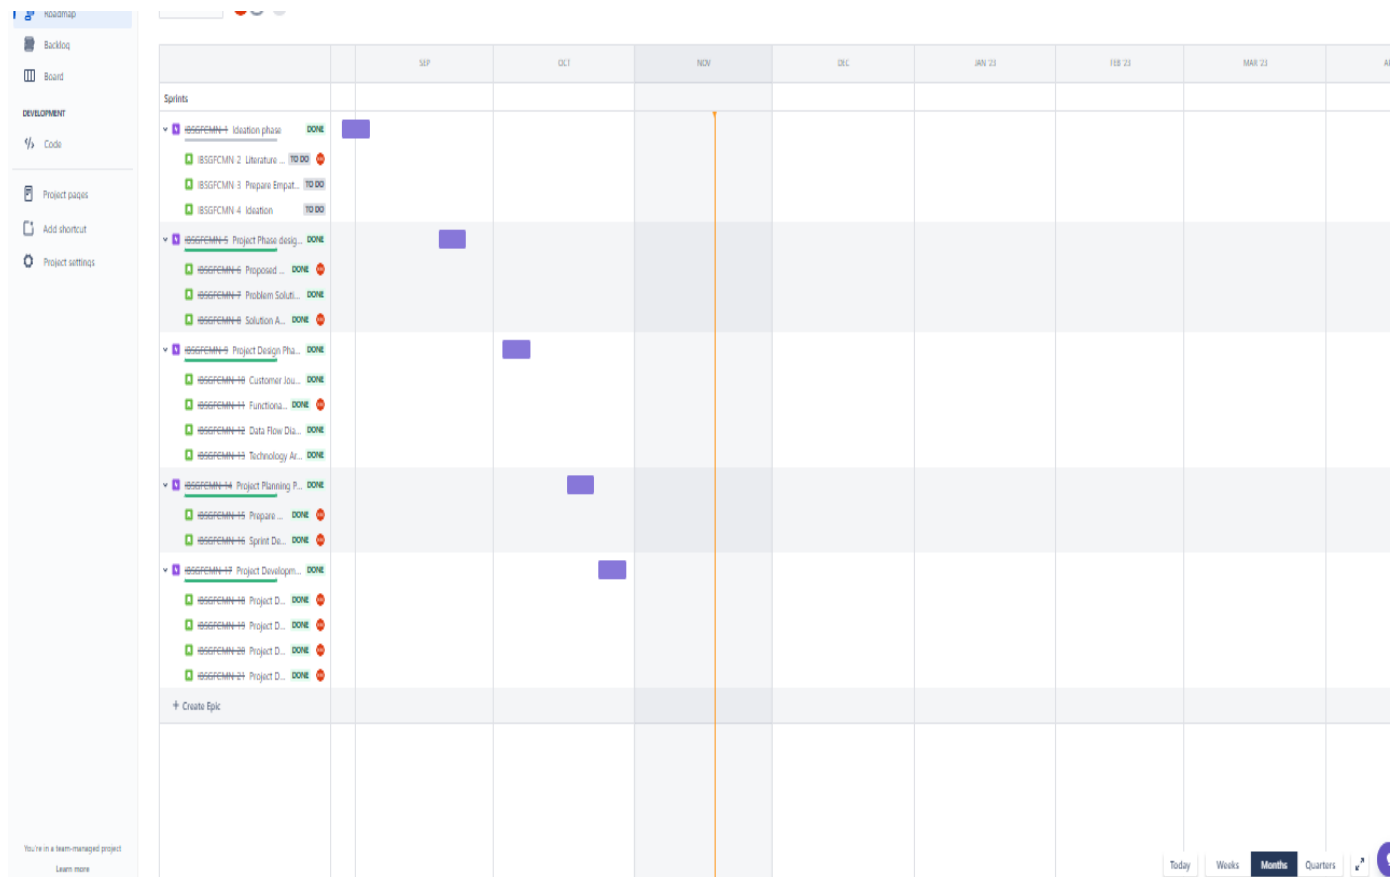 Roadmap
Backlog
Board
DEVELOPMENT
Code
Project pages
Add shortcut
Project settings
You're in a team-managed project
Learn more
SEP OCT NOV DEC JAN '23 FEB '23 MAR '23
Sprints
IBSGFCMN-1 Ideation phase DONE
IBSGFCMN-2 Literature ... TO DO
IBSGFCMN-3 Prepare Empat... TO DO
IBSGFCMN-4 Ideation TO DO
IBSGFCMN-5 Project Phase desig... DONE
IBSGFCMN-6 Proposed ... DONE
IBSGFCMN-7 Problem Soluti... DONE
IBSGFCMN-8 Solution A... DONE
IBSGFCMN-9 Project Design Pha... DONE
IBSGFCMN-10 Customer Jou... DONE
IBSGFCMN-11 Functiona... DONE
IBSGFCMN-12 Data Flow Dia... DONE
IBSGFCMN-13 Technology Ar... DONE
IBSGFCMN-14 Project Planning P... DONE
IBSGFCMN-15 Prepare ... DONE
IBSGFCMN-16 Sprint De... DONE
IBSGFCMN-17 Project Developm... DONE
IBSGFCMN-18 Project D... DONE
IBSGFCMN-19 Project D... DONE
IBSGFCMN-20 Project D... DONE
IBSGFCMN-21 Project D... DONE
+ Create Epic
Today Weeks Months Quarters